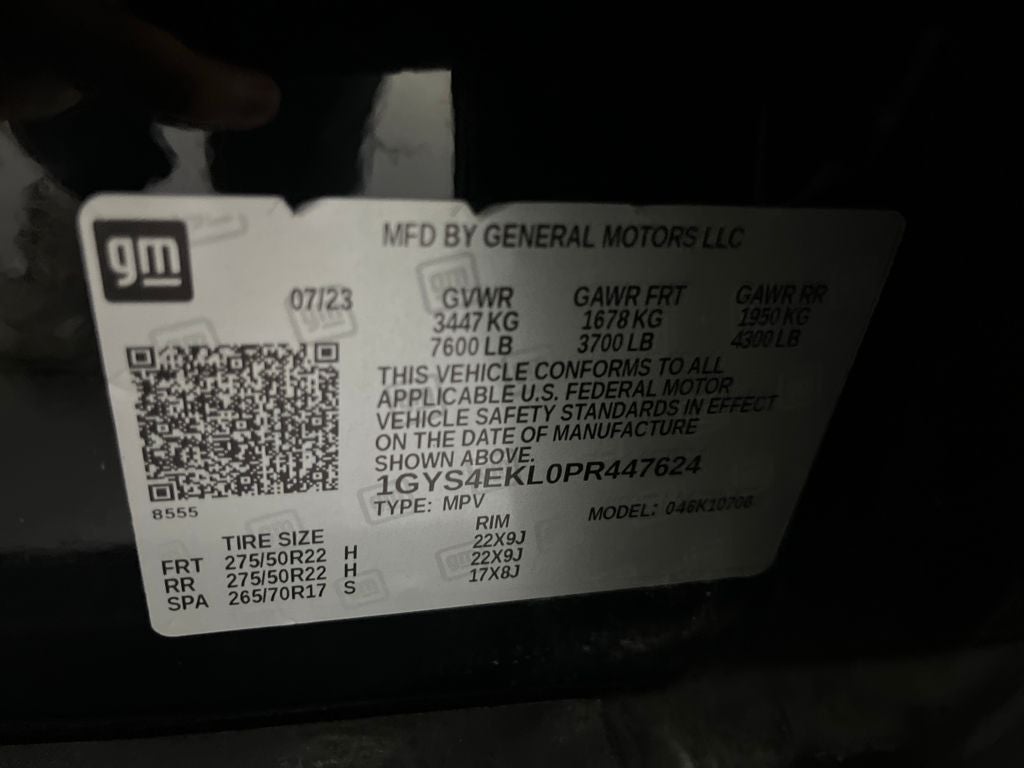 gm
MFD BY GENERAL MOTORS LLC
07/23 GVWR GAWR FRT GAWR RR
3447 KG 1678 KG 1950 KG
7600 LB 3700 LB 4300 LB
THIS VEHICLE CONFORMS TO ALL
APPLICABLE U.S. FEDERAL MOTOR
VEHICLE SAFETY STANDARDS IN EFFECT
ON THE DATE OF MANUFACTURE
SHOWN ABOVE.
1GYS4EKL0PR447624
TYPE: MPV MODEL: 046K10706
8555
TIRE SIZE RIM
FRT 275/50R22 H 22X9J
RR 275/50R22 H 22X9J
SPA 265/70R17 S 17X8J